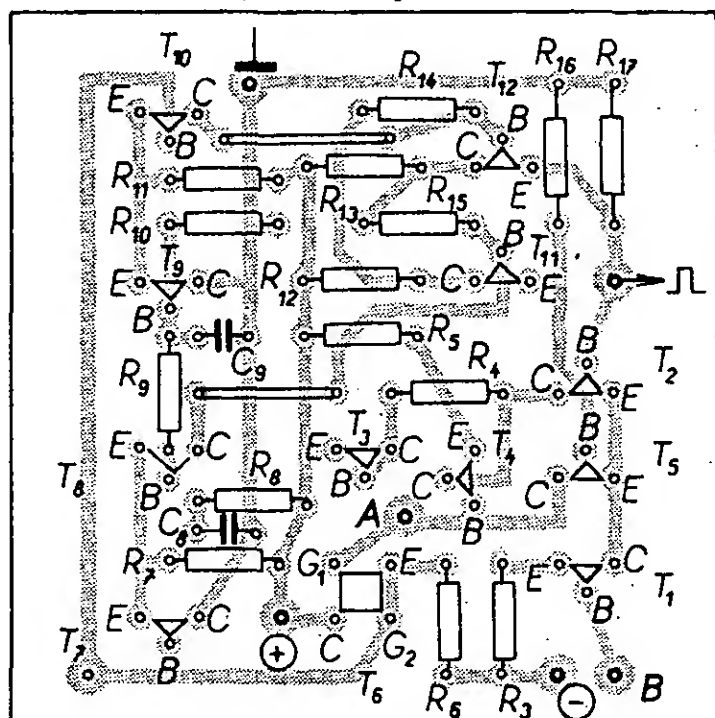 T10 R14 T12 R16 R17
E C B
B C E
R11 R13 R15
R10 B T11
T9 R12
E C C E
B R5 B
C9 R4 T2
R9 C E
T3 E T4 B T5
E C E C
B R8 B C C E
T8 A B
C8
R7 G1 E E C T1
E C B
B C G2
T7 + T6 R6 R3 − B